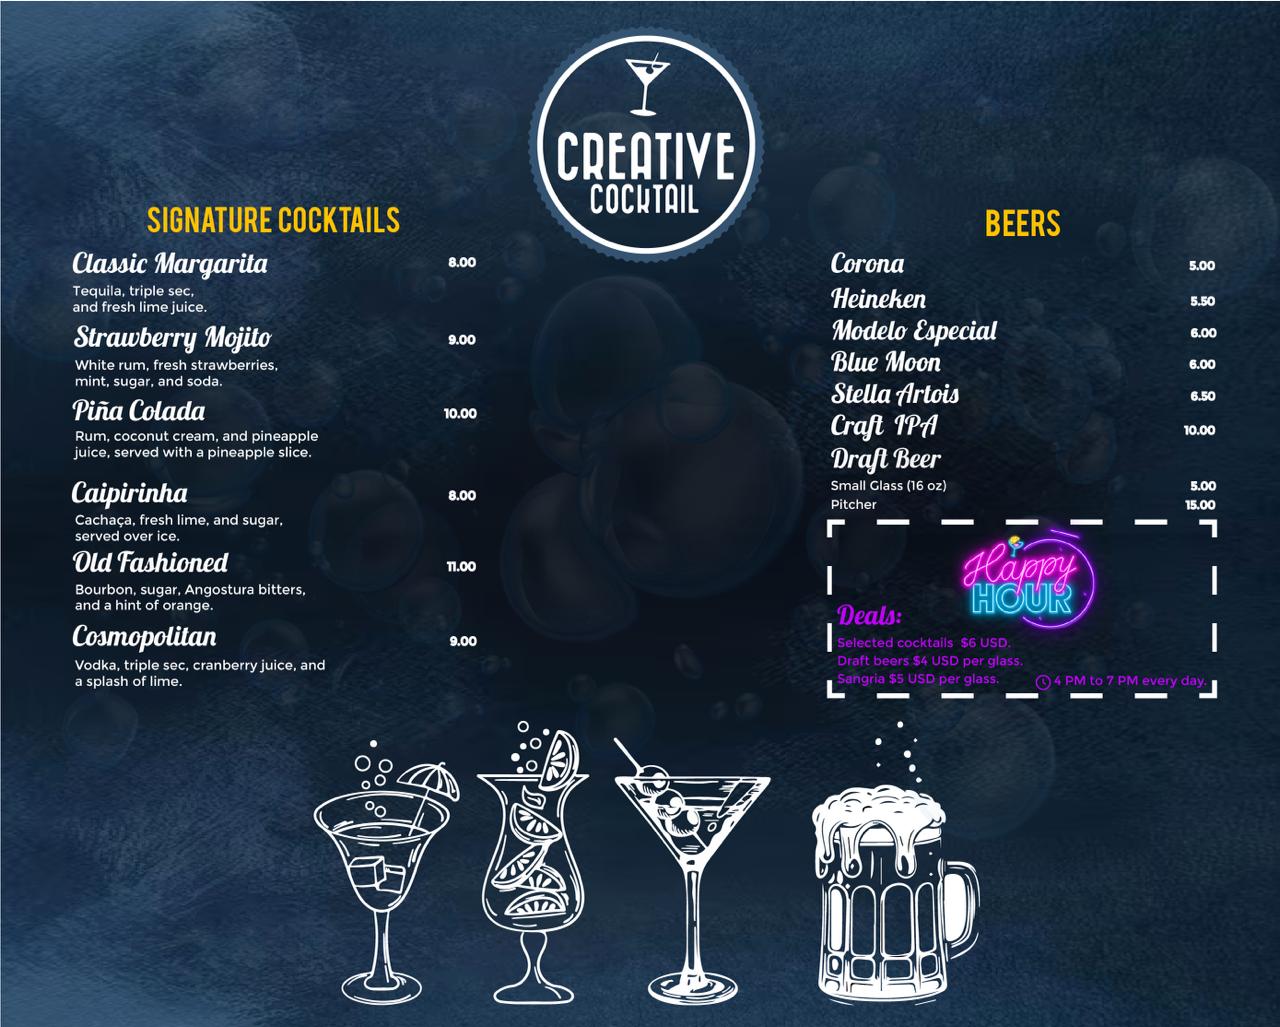 CREATIVE
COCKTAIL
SIGNATURE COCKTAILS
Classic Margarita 8.00
Tequila, triple sec,
and fresh lime juice.
Strawberry Mojito 9.00
White rum, fresh strawberries,
mint, sugar, and soda.
Piña Colada 10.00
Rum, coconut cream, and pineapple
juice, served with a pineapple slice.
Caipirinha 8.00
Cachaça, fresh lime, and sugar,
served over ice.
Old Fashioned 11.00
Bourbon, sugar, Angostura bitters,
and a hint of orange.
Cosmopolitan 9.00
Vodka, triple sec, cranberry juice, and
a splash of lime.
BEERS
Corona 5.00
Heineken 5.50
Modelo Especial 6.00
Blue Moon 6.00
Stella Artois 6.50
Craft IPA 10.00
Draft Beer
Small Glass (16 oz) 5.00
Pitcher 15.00
Happy
HOUR
Deals:
Selected cocktails $6 USD.
Draft beers $4 USD per glass.
Sangria $5 USD per glass.
4 PM to 7 PM every day.